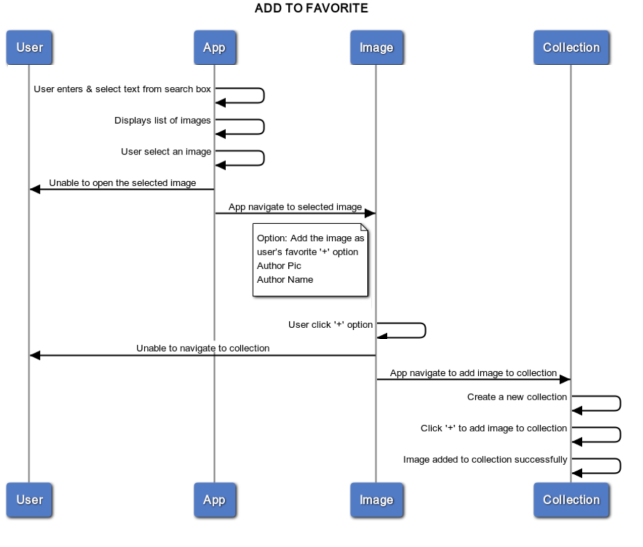 ADD TO FAVORITE
User App Image Collection
User enters & select text from search box
Displays list of images
User select an image
Unable to open the selected image
App navigate to selected image
Option: Add the image as
user's favorite '+' option
Author Pic
Author Name
User click '+' option
Unable to navigate to collection
App navigate to add image to collection
Create a new collection
Click '+' to add image to collection
Image added to collection successfully
User App Image Collection